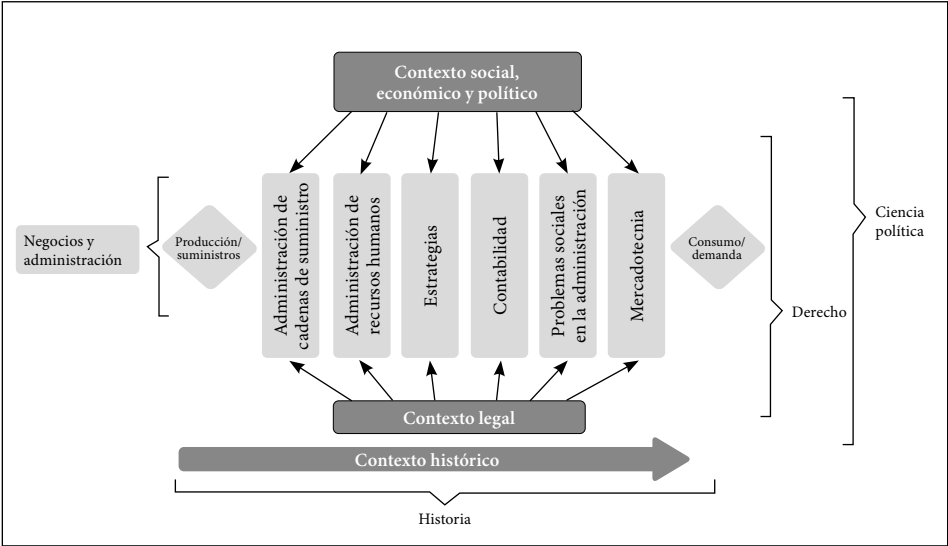 Contexto social,
económico y político
Negocios y
administración
Producción/
suministros
Administración de
cadenas de suministro
Administración de
recursos humanos
Estrategias
Contabilidad
Problemas sociales
en la administración
Mercadotecnia
Consumo/
demanda
Derecho
Ciencia
política
Contexto legal
Contexto histórico
Historia